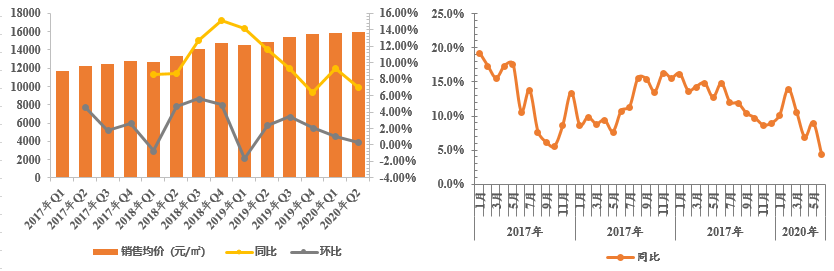 18000
16000
14000
12000
10000
8000
6000
4000
2000
0
16.00%
14.00%
12.00%
10.00%
8.00%
6.00%
4.00%
2.00%
0.00%
-2.00%
-4.00%
2017年Q1
2017年Q2
2017年Q3
2017年Q4
2018年Q1
2018年Q2
2018年Q3
2018年Q4
2019年Q1
2019年Q2
2019年Q3
2019年Q4
2020年Q1
2020年Q2
销售均价（元/㎡） 同比 环比
25.0%
20.0%
15.0%
10.0%
5.0%
0.0%
1月 3月 5月 7月 9月 11月 1月 3月 5月 7月 9月 11月 1月 3月 5月 7月 9月 11月 1月 3月 5月
2017年 2017年 2017年 2020年
同比